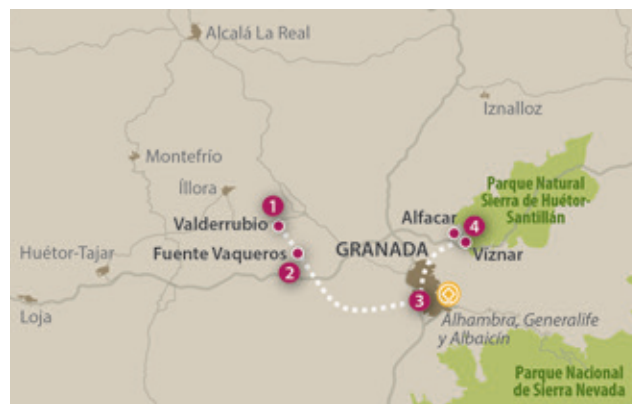 Alcalá La Real
Iznalloz
Montefrío
Parque Natural
Sierra de Huétor-
Santillán
Íllora
1
Valderrubio
Alfacar
4
Huétor-Tajar
Fuente Vaqueros
GRANADA
Víznar
2
3
Loja
Alhambra, Generalife
y Albaicín
Parque Nacional
de Sierra Nevada